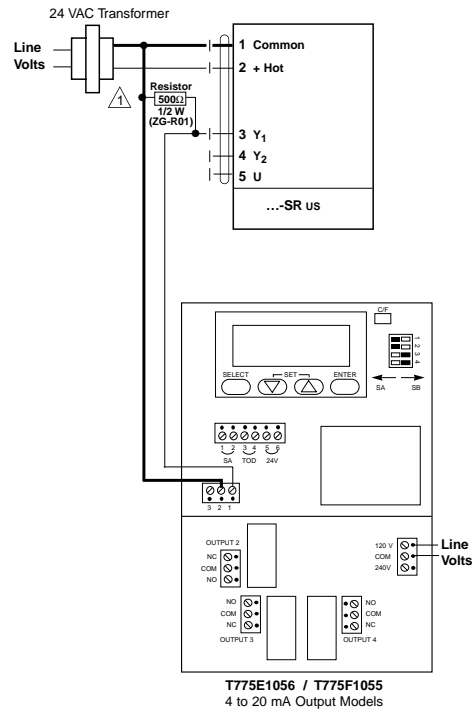 24 VAC Transformer
Line
Volts
1 Common
2 + Hot
1
Resistor
500Ω
1/2 W
(ZG-R01)
3 Y1
4 Y2
5 U
...-SR US
C/F
1
2
3
4
SELECT
SET
ENTER
SA
SB
1 2 3 4 5 6
SA TOD 24V
3 2 1
OUTPUT 2
NC
COM
NO
120 V
COM
240V
Line
Volts
NO
COM
NC
OUTPUT 3
NO
COM
NC
OUTPUT 4
T775E1056 / T775F1055
4 to 20 mA Output Models